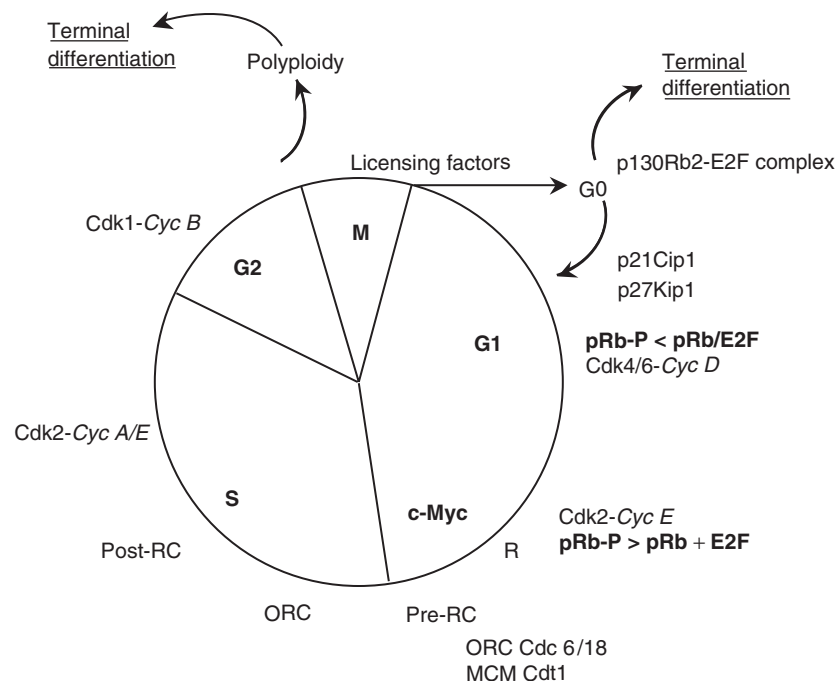 Terminal
differentiation
Polyploidy
Terminal
differentiation
Licensing factors
p130Rb2-E2F complex
G0
Cdk1-Cyc B
M
G2
p21Cip1
p27Kip1
G1
pRb-P < pRb/E2F
Cdk4/6-Cyc D
Cdk2-Cyc A/E
S
c-Myc
Cdk2-Cyc E
pRb-P > pRb + E2F
R
Post-RC
ORC
Pre-RC
ORC Cdc 6/18
MCM Cdt1